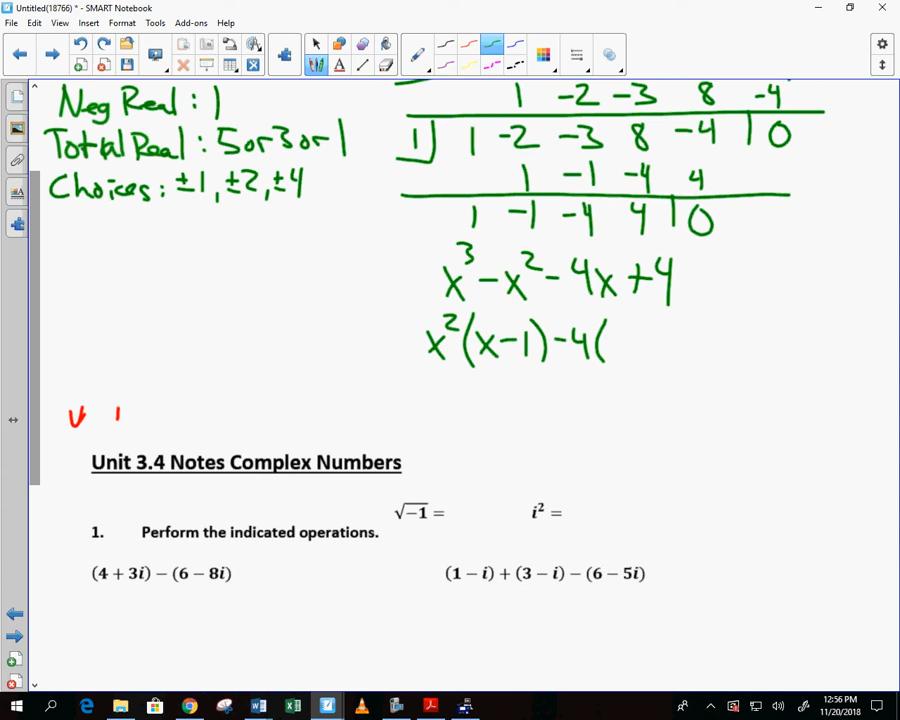 Untitled(18766) * - SMART Notebook
File Edit View Insert Format Tools Add-ons Help
Neg Real : 1
Total Real : 5 or 3 or 1
Choices : ±1, ±2, ±4
1 -2 -3 8 -4
1 | 1 -2 -3 8 -4 | 0
1 -1 -4 4
1 -1 -4 4 | 0
x³ - x² - 4x + 4
x²(x-1) -4(
Unit 3.4 Notes Complex Numbers
√−1 = i² =
1. Perform the indicated operations.
(4 + 3i) − (6 − 8i) (1 − i) + (3 − i) − (6 − 5i)
12:56 PM
11/20/2018